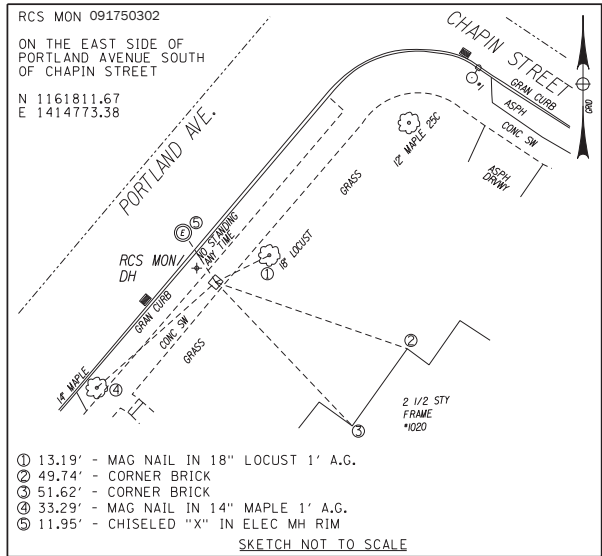 RCS MON 091750302
ON THE EAST SIDE OF
PORTLAND AVENUE SOUTH
OF CHAPIN STREET
N 1161811.67
E 1414773.38
CHAPIN STREET
#1
GRAN CURB
ASPH
CONC SW
GRID
PORTLAND AVE.
12" MAPLE 25C
ASPH
DRVWY
GRASS
5
E
NO STANDING
ANY TIME
RCS MON/
DH
18" LOCUST
1
GRAN CURB
CONC SW
GRASS
2
14" MAPLE
4
2 1/2 STY
FRAME
#1020
3
① 13.19' - MAG NAIL IN 18" LOCUST 1' A.G.
② 49.74' - CORNER BRICK
③ 51.62' - CORNER BRICK
④ 33.29' - MAG NAIL IN 14" MAPLE 1' A.G.
⑤ 11.95' - CHISELED "X" IN ELEC MH RIM
SKETCH NOT TO SCALE